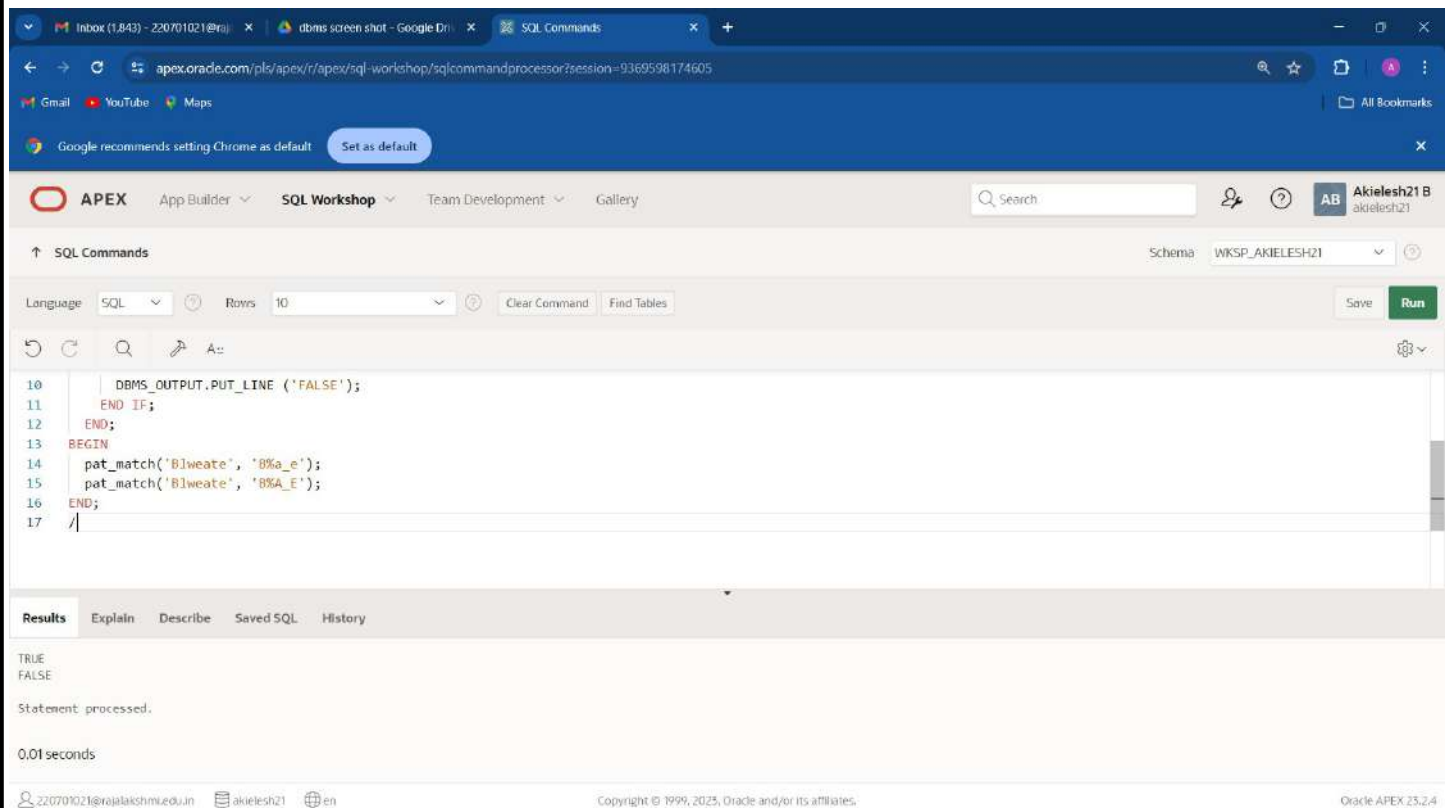 Inbox (1,843) - 220701021@raj dbms screen shot - Google Dri SQL Commands
apex.oracle.com/pls/apex/r/apex/sql-workshop/sqlcommandprocessor?session=9369598174605
Gmail YouTube Maps All Bookmarks
Google recommends setting Chrome as default Set as default
APEX App Builder SQL Workshop Team Development Gallery Search AB Akielesh21 B
akielesh21
SQL Commands Schema WKSP_AKIELESH21
Language SQL Rows 10 Clear Command Find Tables Save Run
10 DBMS_OUTPUT.PUT_LINE ('FALSE');
11 END IF;
12 END;
13 BEGIN
14 pat_match('Blweate', 'B%a_e');
15 pat_match('Blweate', 'B%A_E');
16 END;
17 /
Results Explain Describe Saved SQL History
TRUE
FALSE
Statement processed.
0.01 seconds
220701021@rajalakshmi.edu.in akielesh21 en Copyright © 1999, 2023, Oracle and/or its affiliates. Oracle APEX 23.2.4